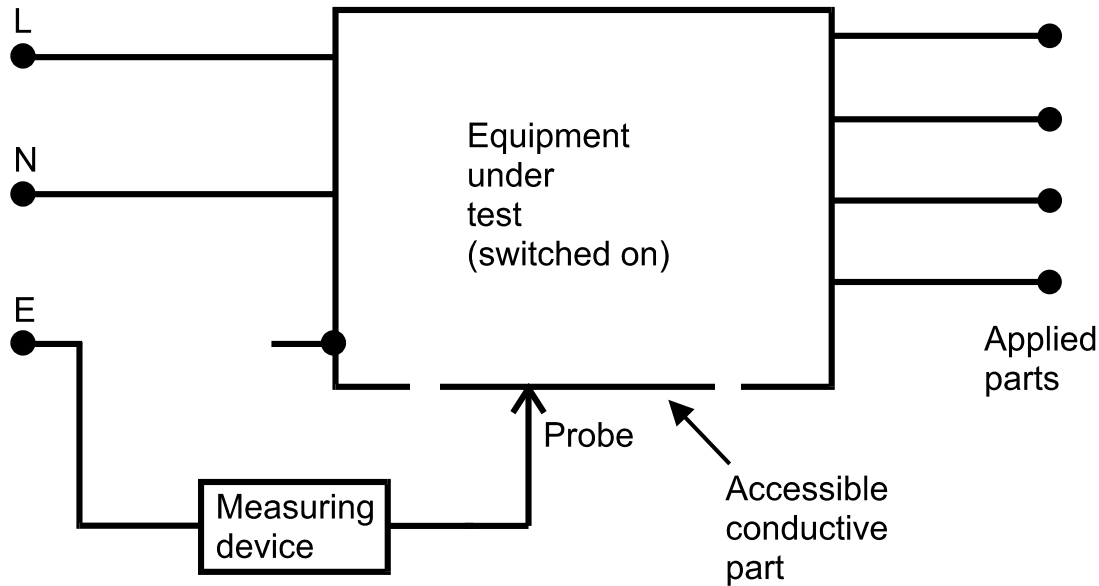 L
N
E
Equipment
under
test
(switched on)
Applied
parts
Probe
Measuring
device
Accessible
conductive
part